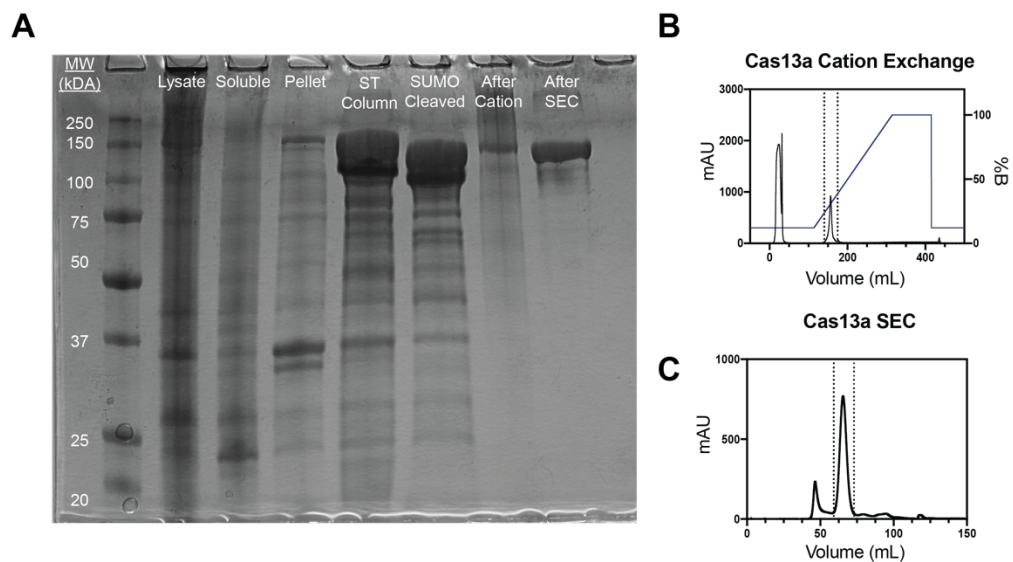 A
MW
(kDA)
Lysate
Soluble
Pellet
ST
Column
SUMO
Cleaved
After
Cation
After
SEC
250
150
100
75
50
37
25
20
B
Cas13a Cation Exchange
3000
2000
1000
0
mAU
100
50
0
%B
0
200
400
Volume (mL)
C
Cas13a SEC
1000
500
0
mAU
0
50
100
150
Volume (mL)